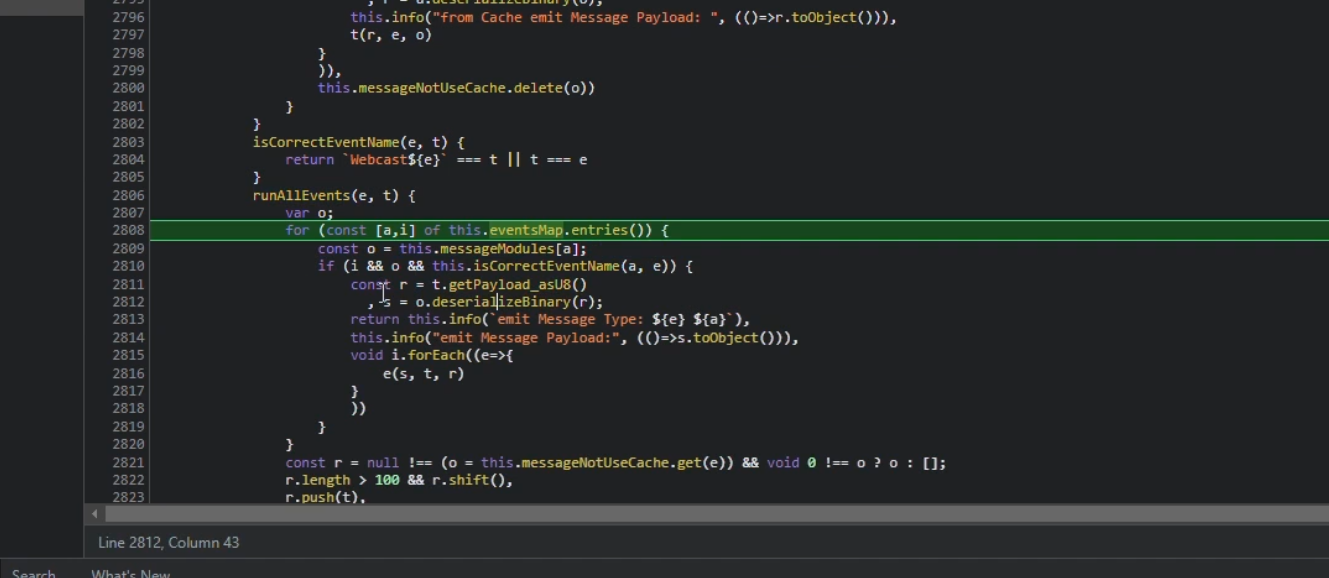 2795 , r = a.deserializeBinary(o);
2796 this.info("from Cache emit Message Payload: ", (()=>r.toObject())),
2797 t(r, e, o)
2798 }
2799 )),
2800 this.messageNotUseCache.delete(o))
2801 }
2802 }
2803 isCorrectEventName(e, t) {
2804 return `Webcast${e}` === t || t === e
2805 }
2806 runAllEvents(e, t) {
2807 var o;
2808 for (const [a,i] of this.eventsMap.entries()) {
2809 const o = this.messageModules[a];
2810 if (i && o && this.isCorrectEventName(a, e)) {
2811 const r = t.getPayload_asU8()
2812 , s = o.deserializeBinary(r);
2813 return this.info(`emit Message Type: ${e} ${a}`),
2814 this.info("emit Message Payload:", (()=>s.toObject())),
2815 void i.forEach((e=>{
2816 e(s, t, r)
2817 }
2818 ))
2819 }
2820 }
2821 const r = null !== (o = this.messageNotUseCache.get(e)) && void 0 !== o ? o : [];
2822 r.length > 100 && r.shift(),
2823 r.push(t),
Line 2812, Column 43
Search What's New